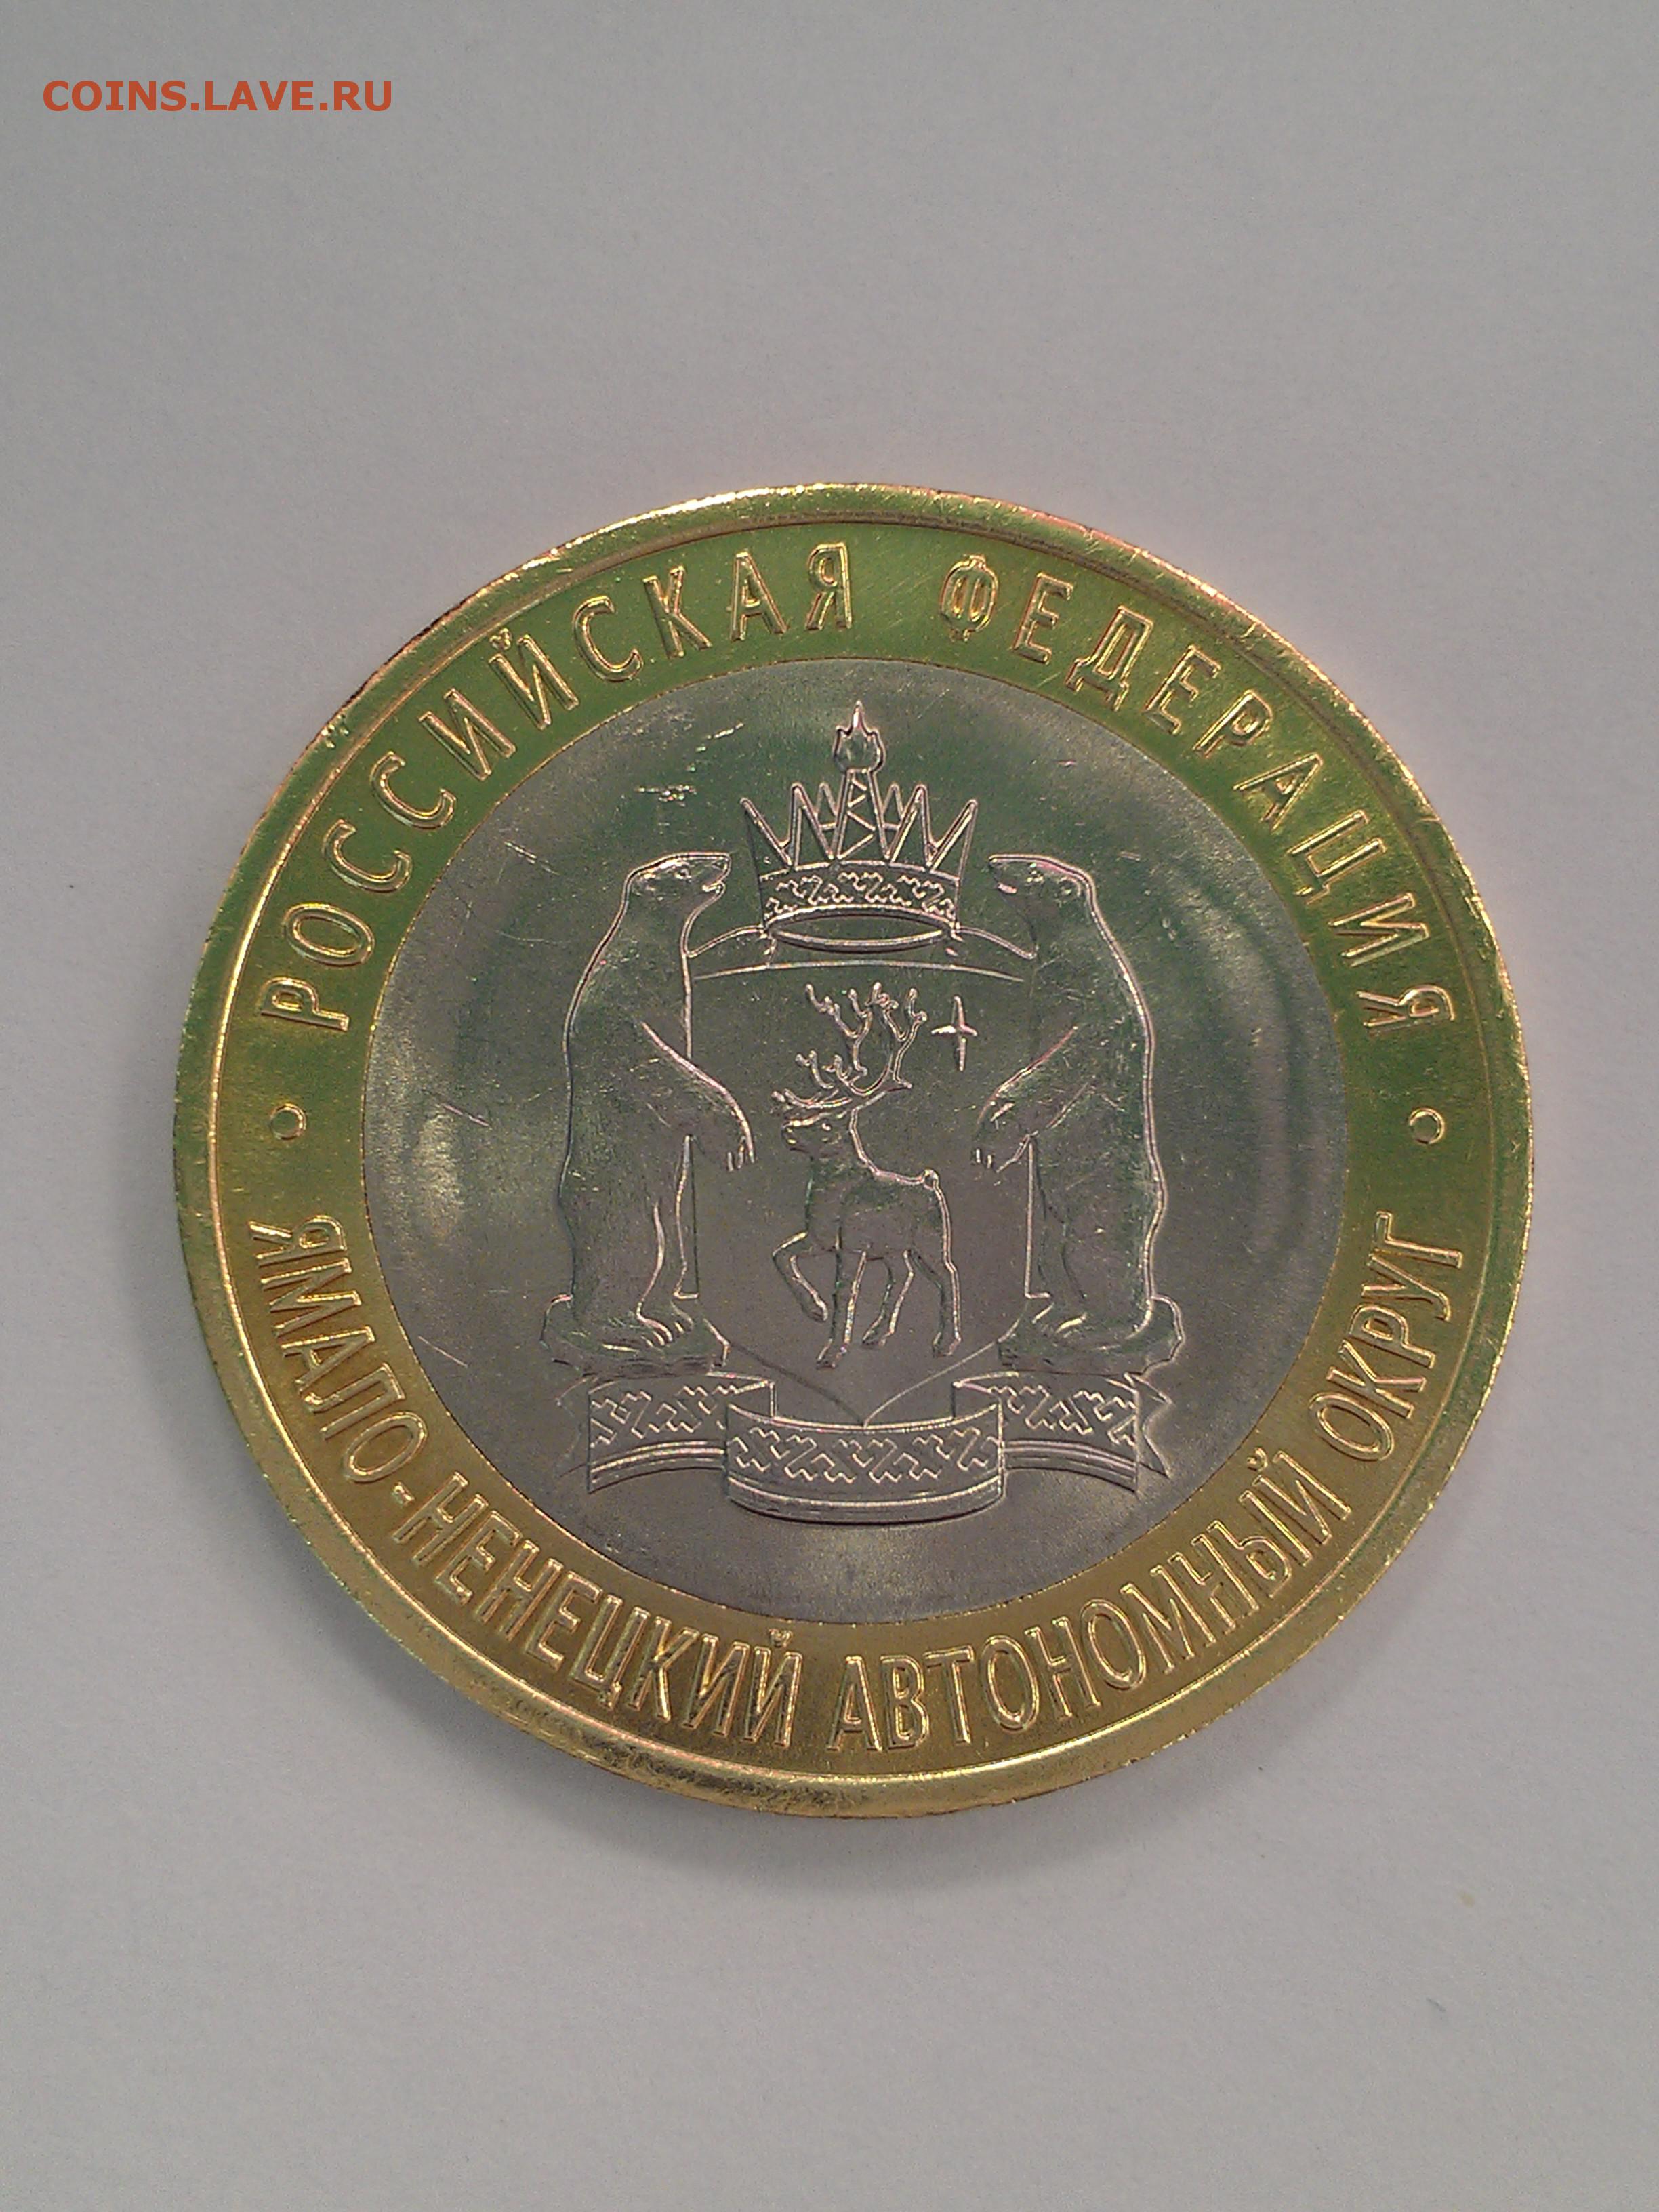 COINS.LAVE.RU
РОССИЙСКАЯ ФЕДЕРАЦИЯ
ЯМАЛО-НЕНЕЦКИЙ АВТОНОМНЫЙ ОКРУГ